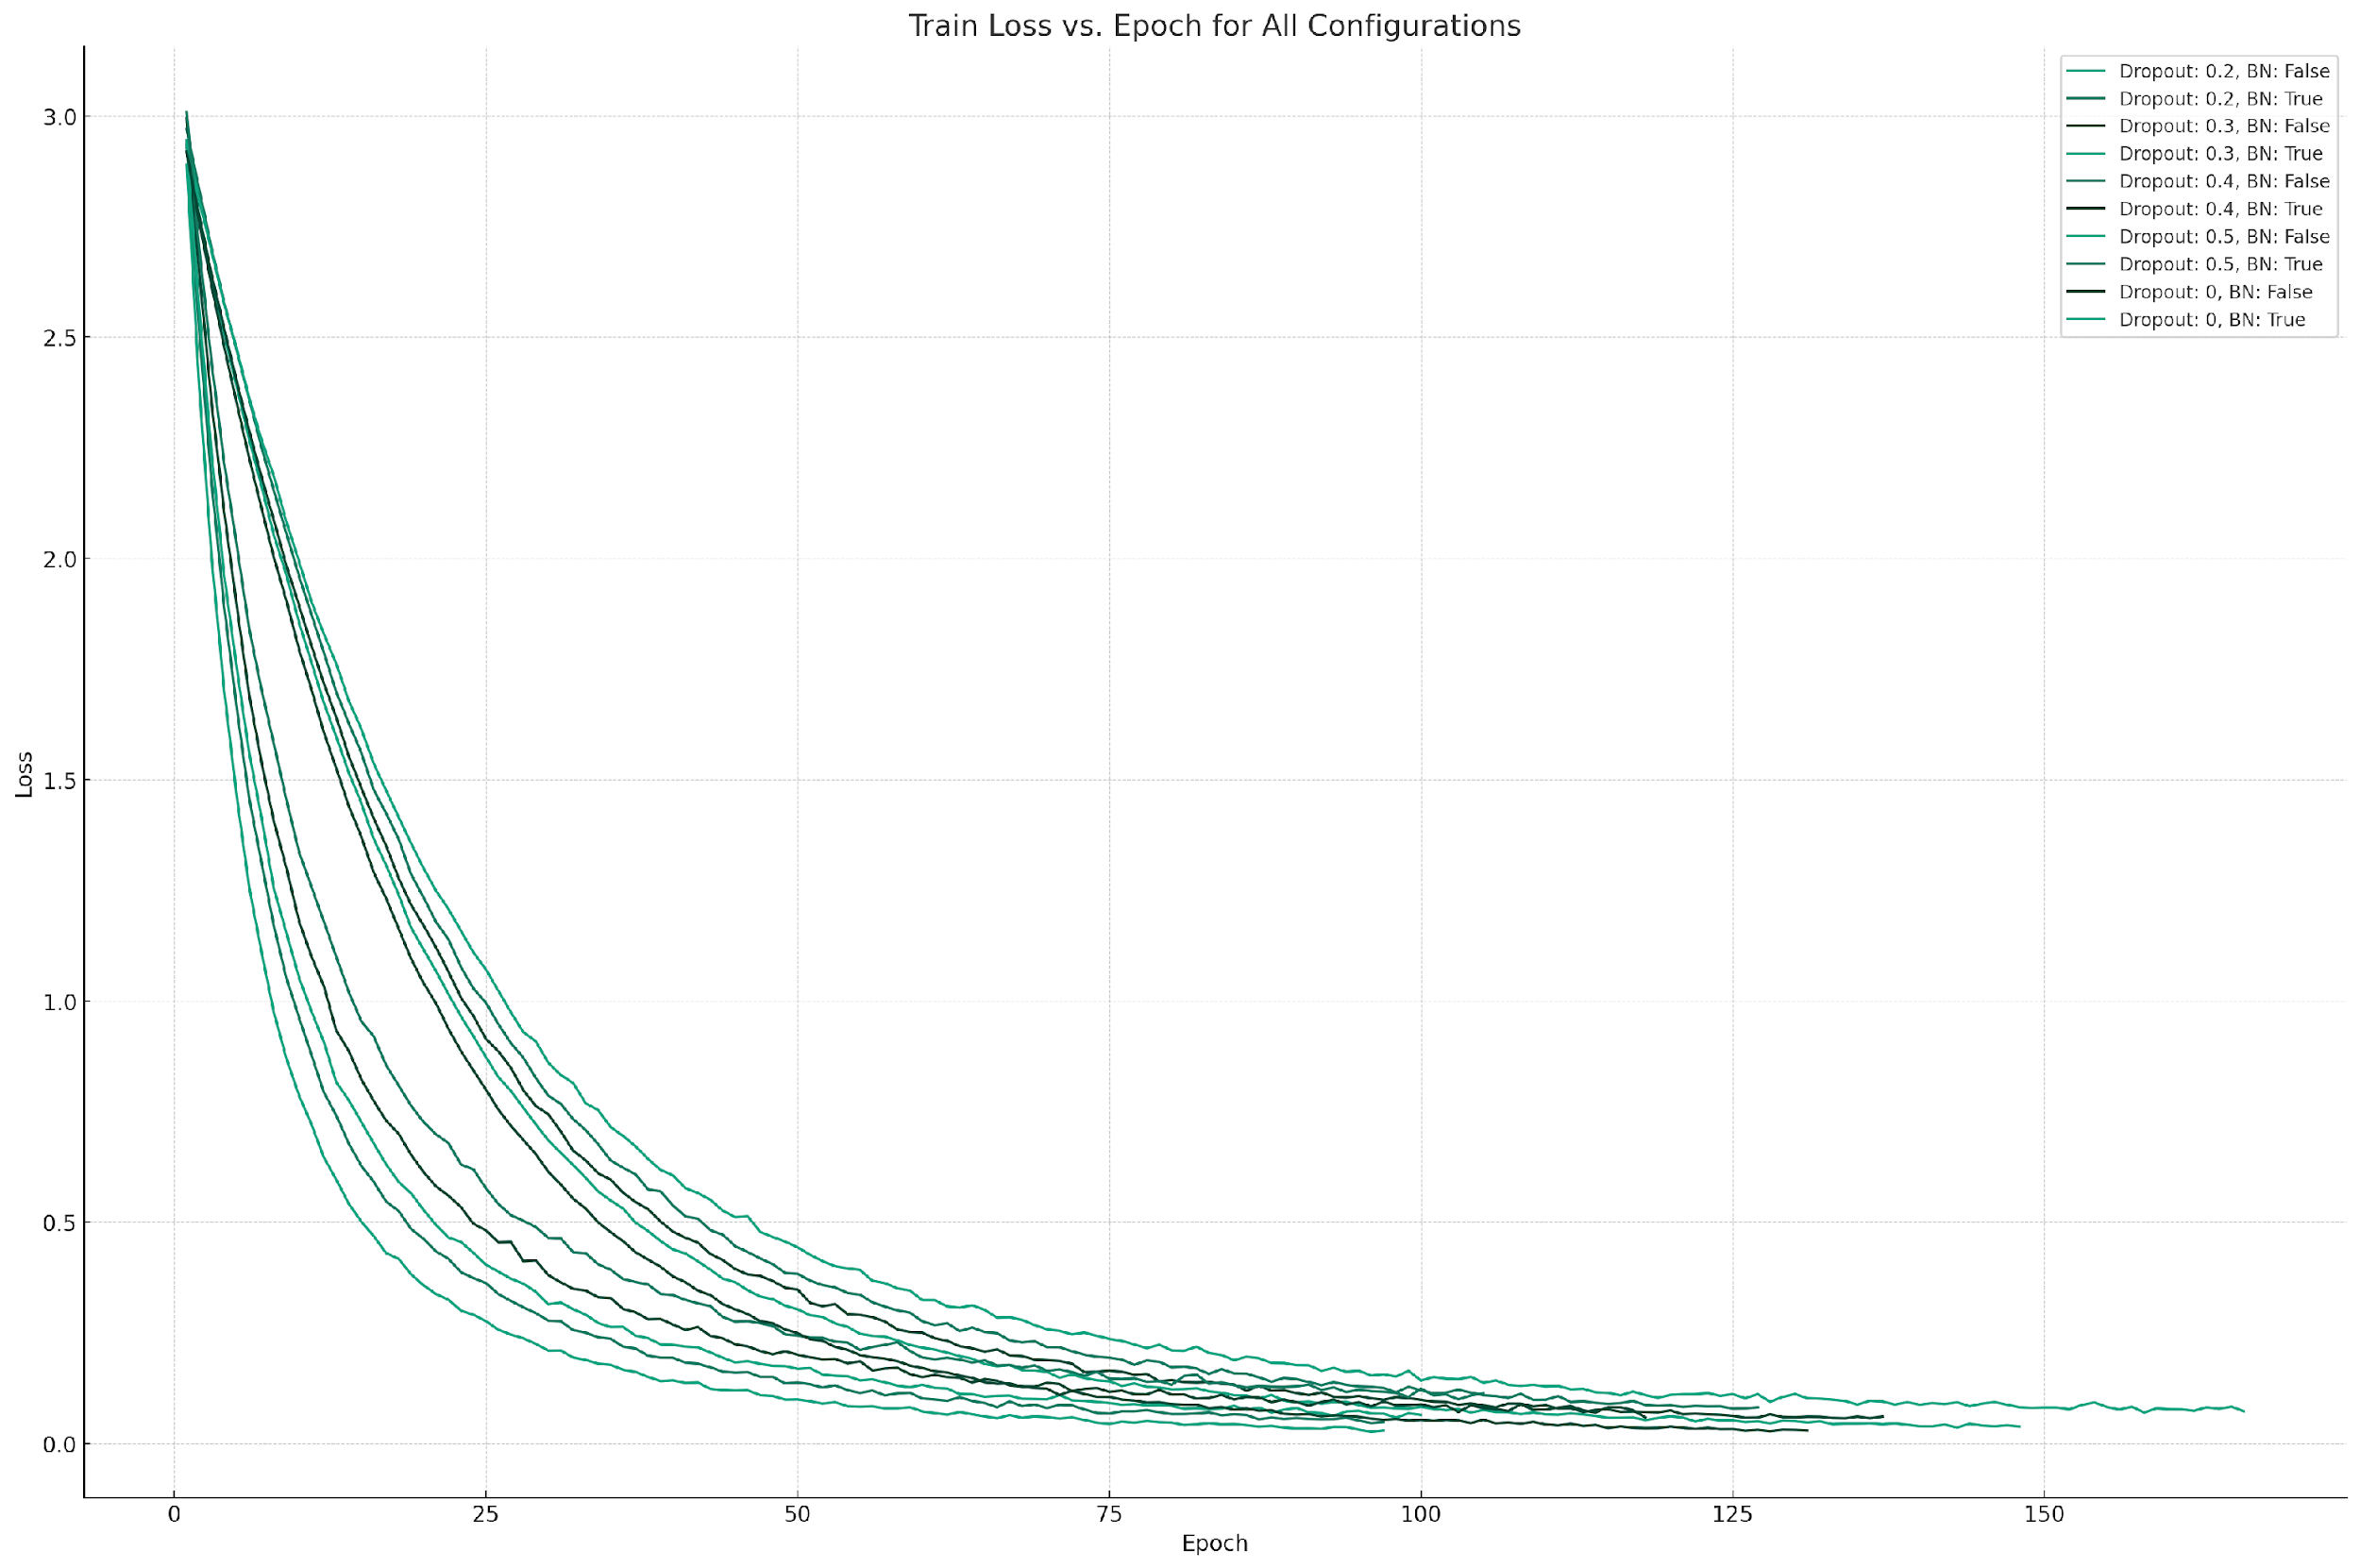 Train Loss vs. Epoch for All Configurations
Dropout: 0.2, BN: False
Dropout: 0.2, BN: True
Dropout: 0.3, BN: False
Dropout: 0.3, BN: True
Dropout: 0.4, BN: False
Dropout: 0.4, BN: True
Dropout: 0.5, BN: False
Dropout: 0.5, BN: True
Dropout: 0, BN: False
Dropout: 0, BN: True
3.0
2.5
2.0
1.5
1.0
0.5
0.0
Loss
0 25 50 75 100 125 150
Epoch